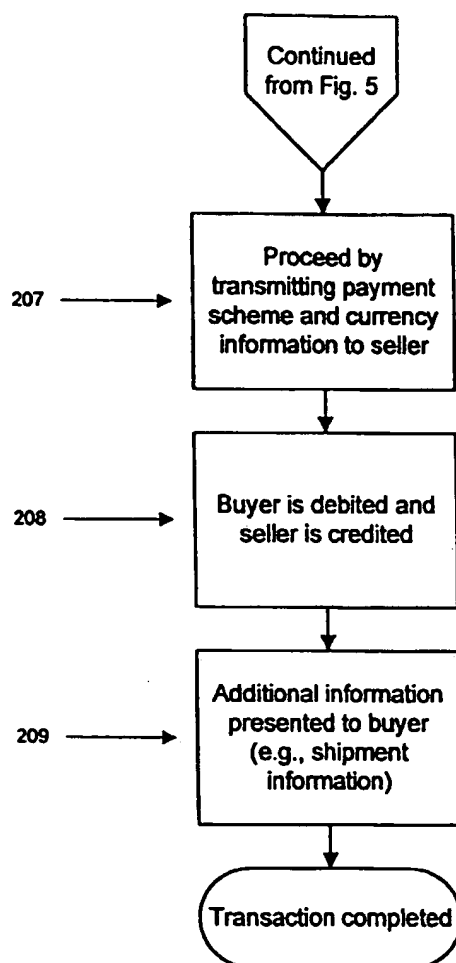 Continued
from Fig. 5
207
Proceed by
transmitting payment
scheme and currency
information to seller
208
Buyer is debited and
seller is credited
209
Additional information
presented to buyer
(e.g., shipment
information)
Transaction completed